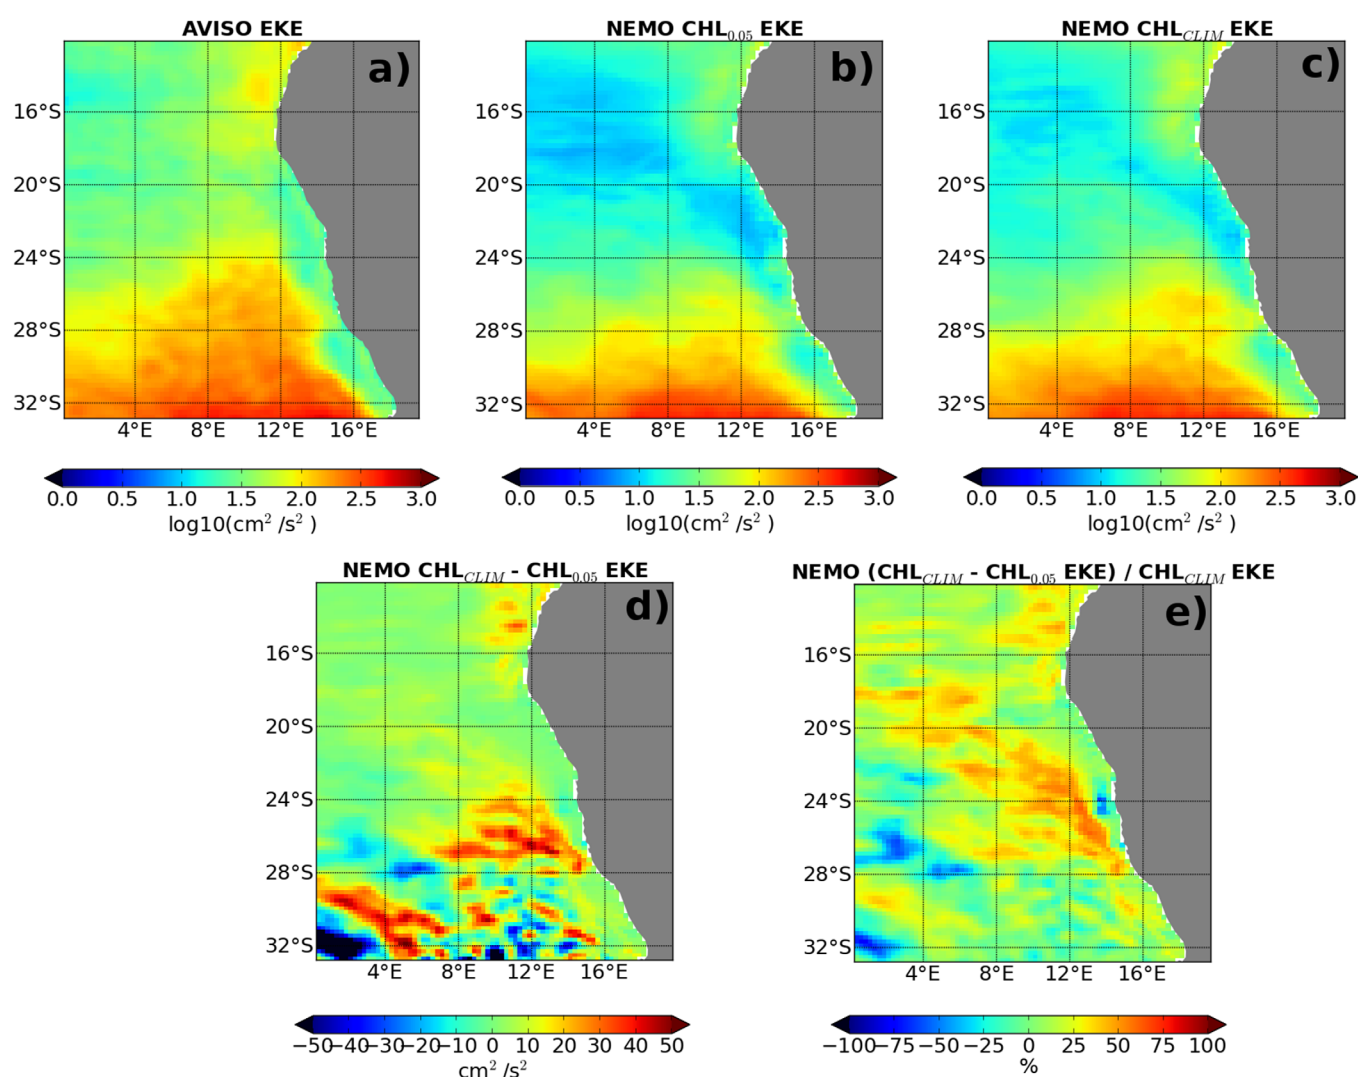 AVISO EKE
NEMO CHL0.05 EKE
NEMO CHLCLIM EKE
a)
b)
c)
16°S
20°S
24°S
28°S
32°S
4°E 8°E 12°E 16°E
16°S
20°S
24°S
28°S
32°S
4°E 8°E 12°E 16°E
16°S
20°S
24°S
28°S
32°S
4°E 8°E 12°E 16°E
0.0 0.5 1.0 1.5 2.0 2.5 3.0
log10(cm² /s² )
0.0 0.5 1.0 1.5 2.0 2.5 3.0
log10(cm² /s² )
0.0 0.5 1.0 1.5 2.0 2.5 3.0
log10(cm² /s² )
NEMO CHLCLIM - CHL0.05 EKE
d)
16°S
20°S
24°S
28°S
32°S
4°E 8°E 12°E 16°E
−50 −40 −30 −20 −10 0 10 20 30 40 50
cm² /s²
NEMO (CHLCLIM - CHL0.05 EKE) / CHLCLIM EKE
e)
16°S
20°S
24°S
28°S
32°S
4°E 8°E 12°E 16°E
−100 −75 −50 −25 0 25 50 75 100
%